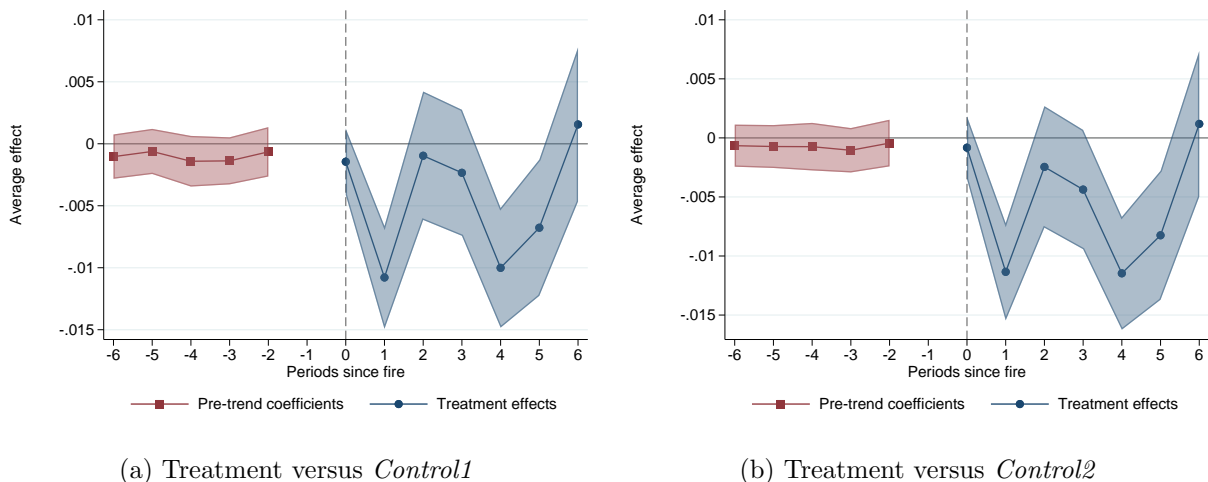 .01
.005
0
-.005
-.01
-.015
Average effect
-6 -5 -4 -3 -2 -1 0 1 2 3 4 5 6
Periods since fire
Pre-trend coefficients Treatment effects
(a) Treatment versus Control1
.01
.005
0
-.005
-.01
-.015
Average effect
-6 -5 -4 -3 -2 -1 0 1 2 3 4 5 6
Periods since fire
Pre-trend coefficients Treatment effects
(b) Treatment versus Control2